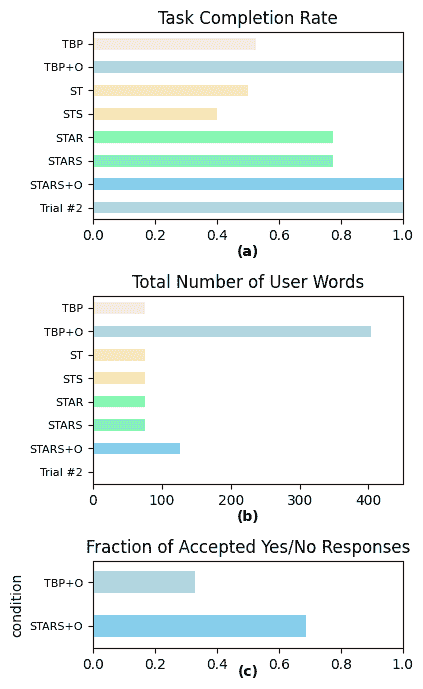 Task Completion Rate
TBP
TBP+O
ST
STS
STAR
STARS
STARS+O
Trial #2
0.0 0.2 0.4 0.6 0.8 1.0
(a)
Total Number of User Words
TBP
TBP+O
ST
STS
STAR
STARS
STARS+O
Trial #2
0 100 200 300 400
(b)
Fraction of Accepted Yes/No Responses
condition
TBP+O
STARS+O
0.0 0.2 0.4 0.6 0.8 1.0
(c)